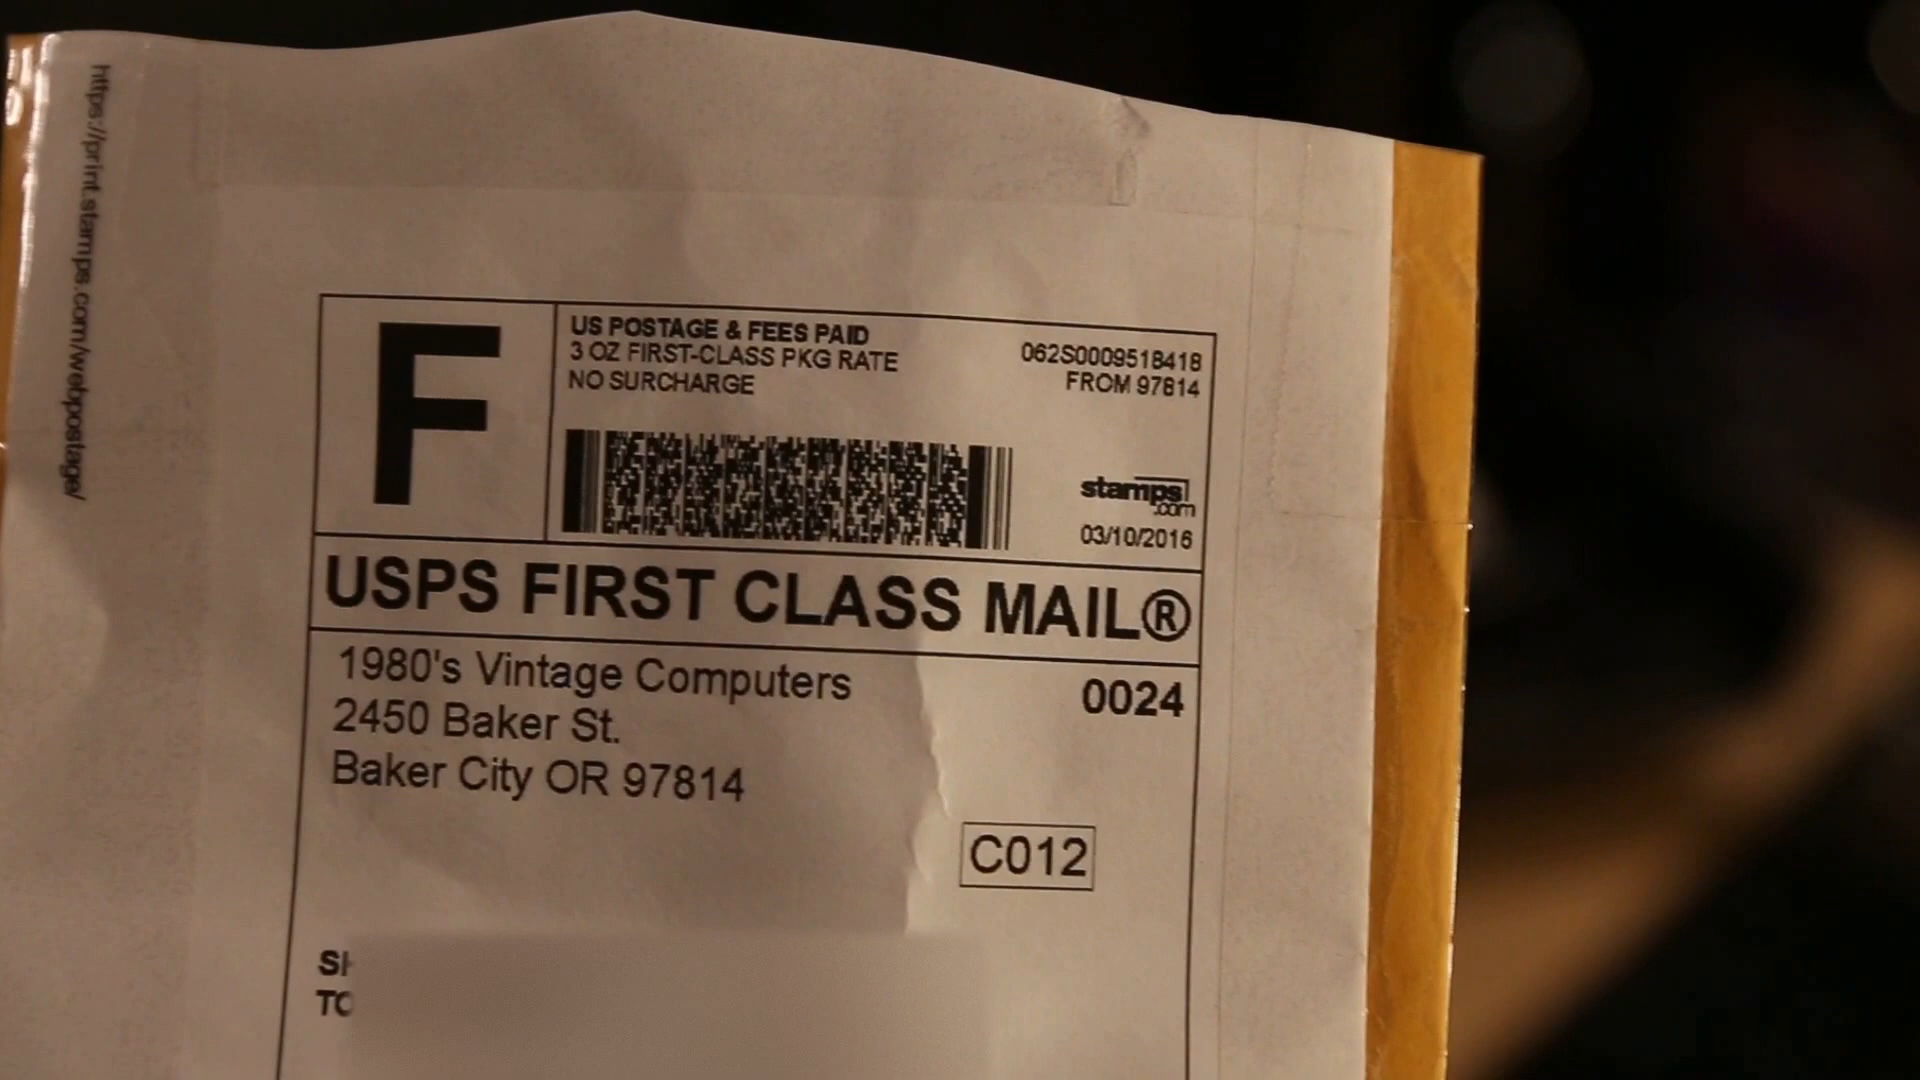 https://print.stamps.com/webpostage/
F
US POSTAGE & FEES PAID
3 OZ FIRST-CLASS PKG RATE
NO SURCHARGE
062S0009518418
FROM 97814
stamps
.com
03/10/2016
USPS FIRST CLASS MAIL®
1980's Vintage Computers
2450 Baker St.
Baker City OR 97814
0024
C012
TO